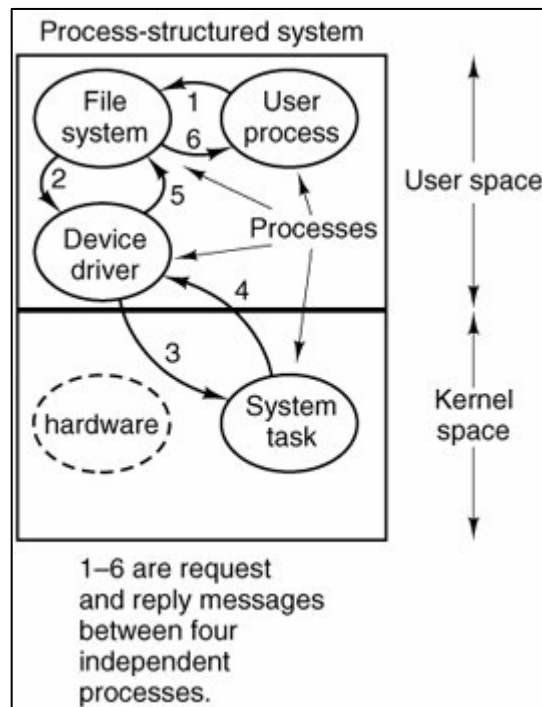 Process-structured system
File
system
1
User
process
6
2
5
Processes
User space
Device
driver
4
3
hardware
System
task
Kernel
space
1–6 are request
and reply messages
between four
independent
processes.